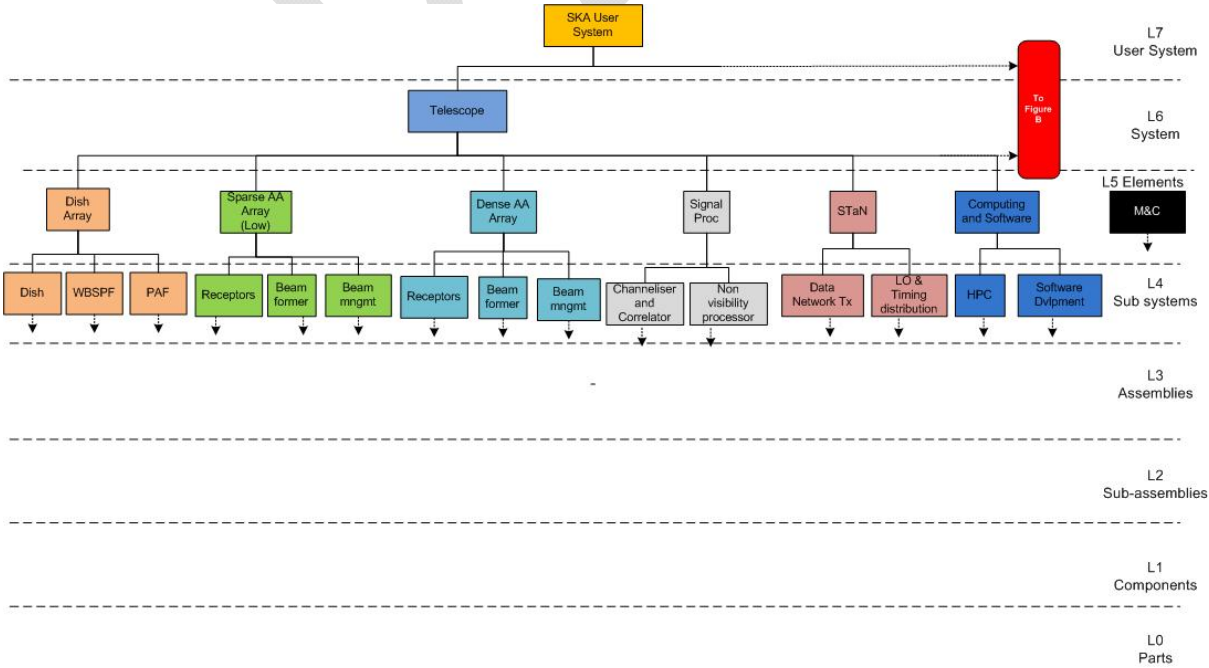 SKA User
System
L7
User System
To
Figure
B
Telescope
L6
System
L5 Elements
Dish
Array
Sparse AA
Array
(Low)
Dense AA
Array
Signal
Proc
STaN
Computing
and Software
M&C
Dish
WBSPF
PAF
Receptors
Beam
former
Beam
mngmt
Receptors
Beam
former
Beam
mngmt
Channeliser
and
Correlator
Non
visibility
processor
Data
Network Tx
LO &
Timing
distribution
HPC
Software
Dvlpment
L4
Sub systems
-
L3
Assemblies
L2
Sub-assemblies
L1
Components
L0
Parts